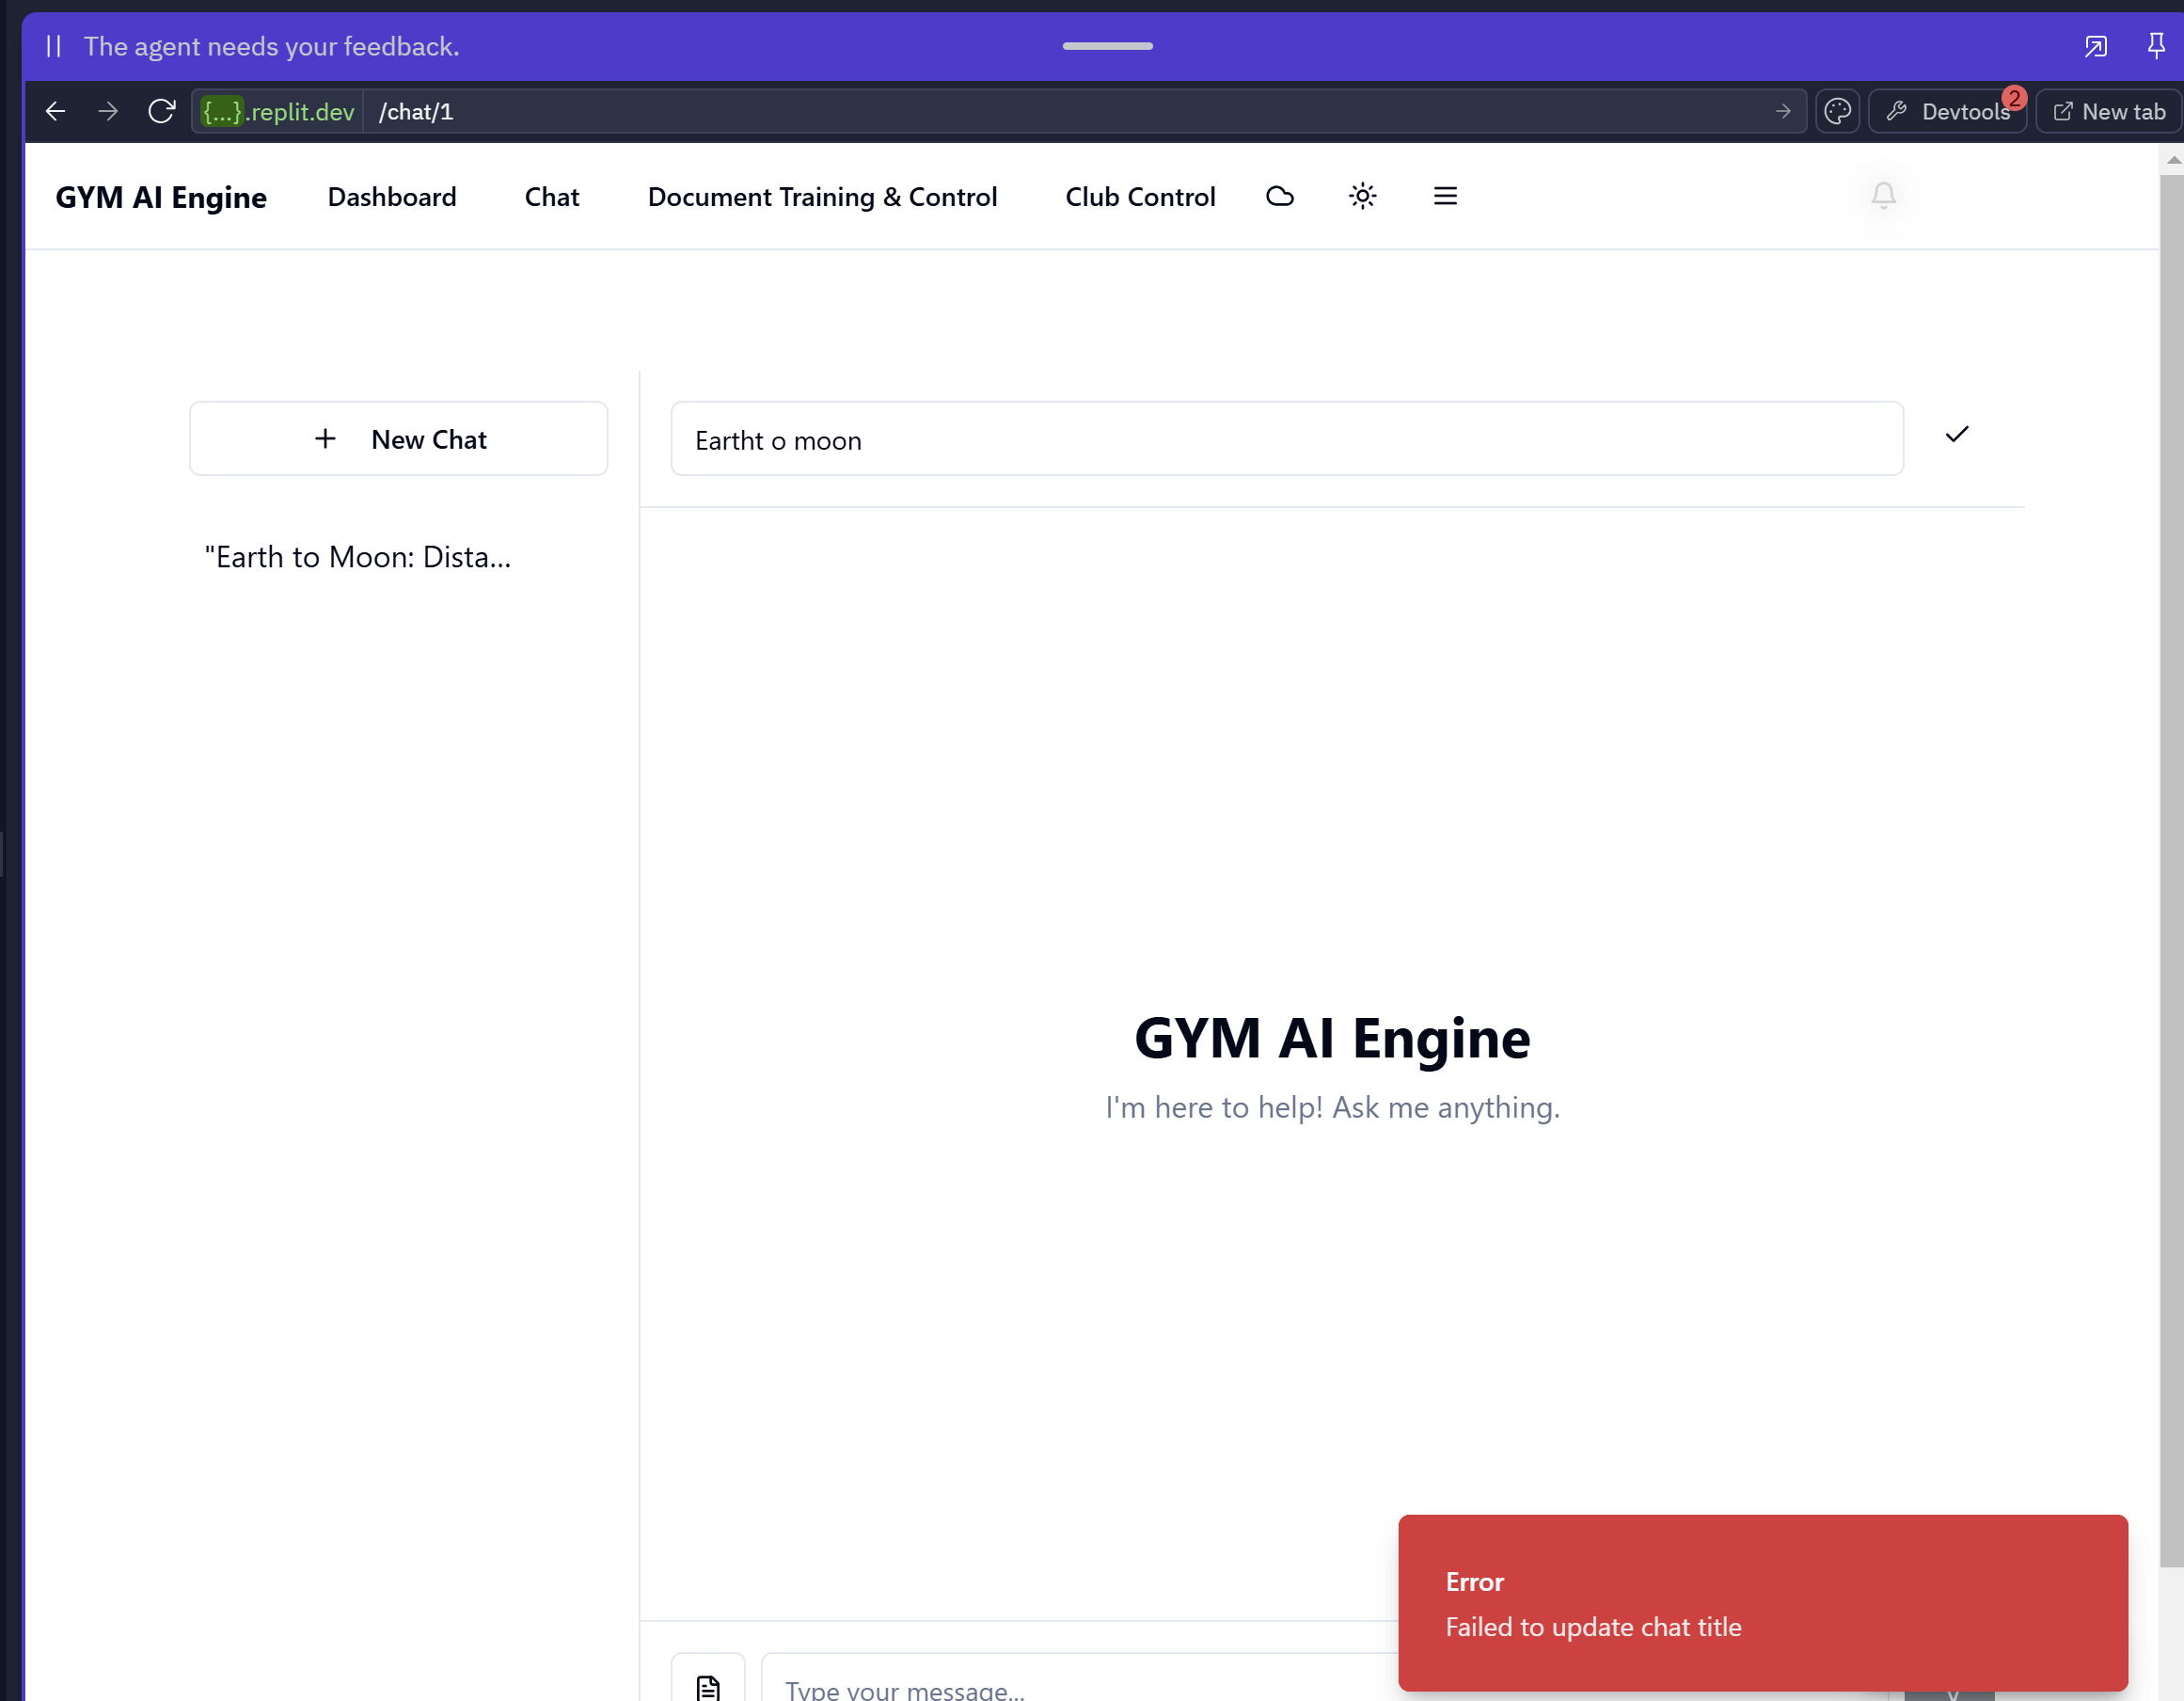 The agent needs your feedback.
{...}.replit.dev /chat/1 Devtools 2 New tab
GYM AI Engine Dashboard Chat Document Training & Control Club Control
New Chat
Eartht o moon
"Earth to Moon: Dista...
GYM AI Engine
I'm here to help! Ask me anything.
Error
Failed to update chat title
Type your message...